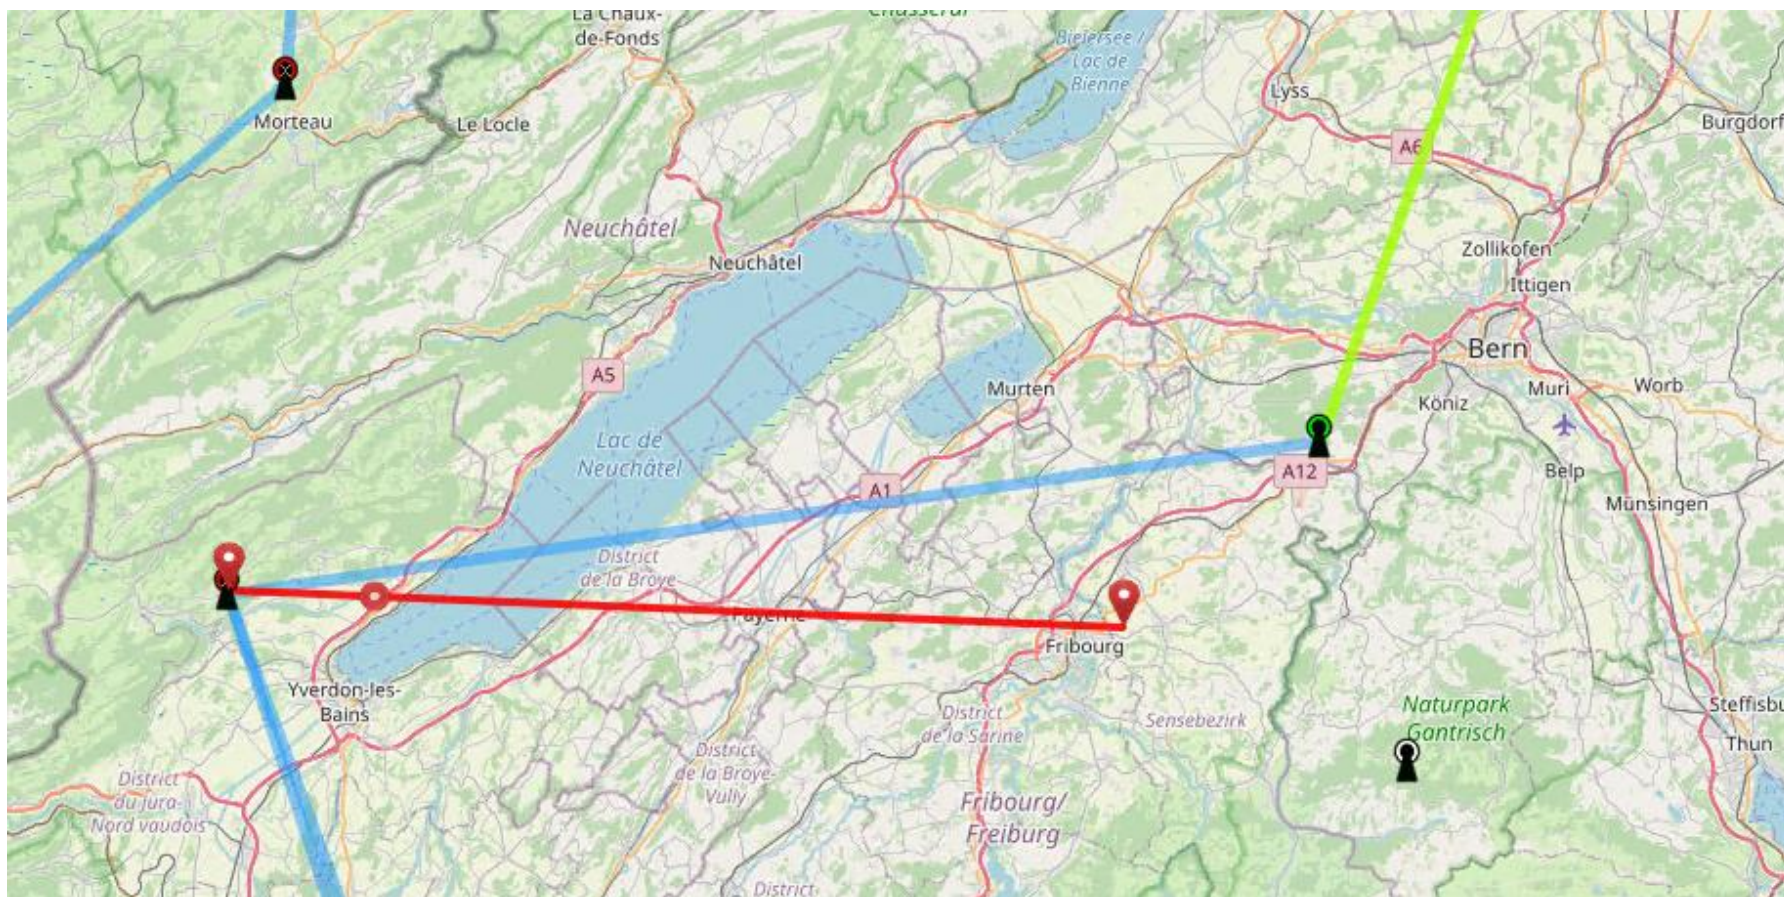 La Chaux-
de-Fonds
Chasseral
Bielersee /
Lac de
Bienne
Lyss
Morteau
Le Locle
Burgdorf
A6
Neuchâtel
Neuchâtel
Zollikofen
Ittigen
Bern
A5
Murten
Muri
Worb
Köniz
Lac de
Neuchâtel
A12
Belp
A1
Münsingen
District
de la Broye
Payerne
Fribourg
Yverdon-les-
Bains
District
de la Sarine
Sensebezirk
Naturpark
Gantrisch
Steffisbu
Thun
District
de la Broye-
Vully
District
du Jura-
Nord vaudois
Fribourg/
Freiburg
District